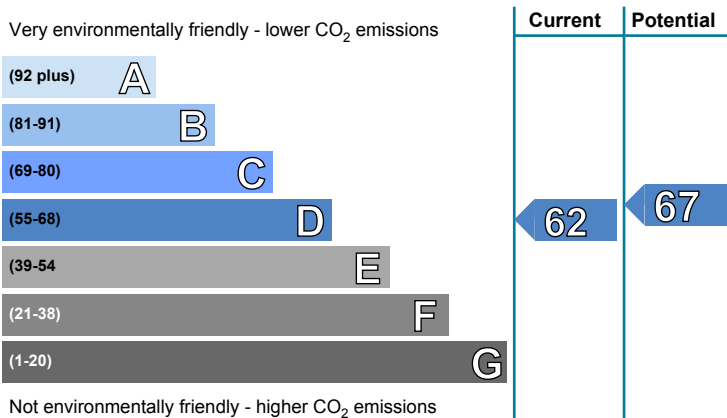 Very environmentally friendly - lower CO2 emissions
Current Potential
(92 plus) A
(81-91) B
(69-80) C
(55-68) D
62 67
(39-54 E
(21-38) F
(1-20) G
Not environmentally friendly - higher CO2 emissions